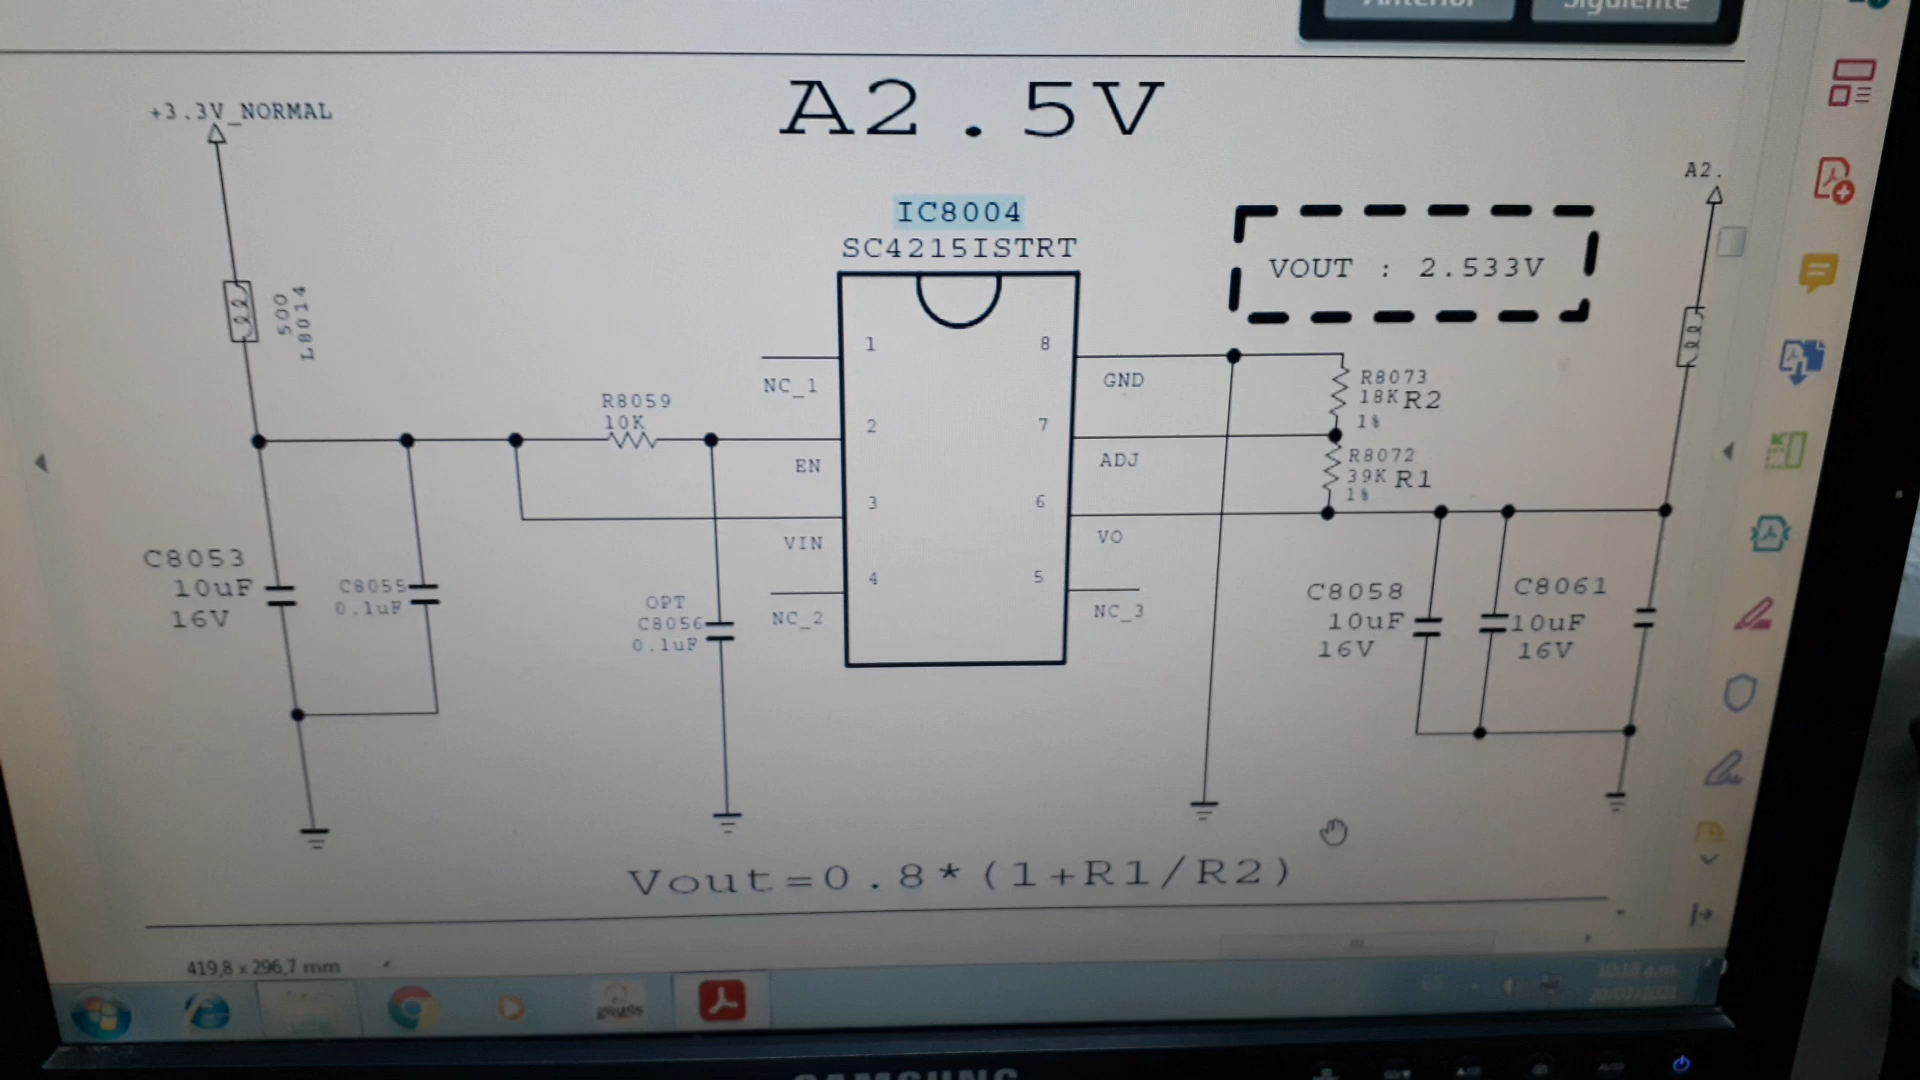 Anterior
Siguiente
A2.5V
+3.3V_NORMAL
A2.
IC8004
SC4215ISTRT
VOUT : 2.533V
500
L8014
1
8
NC_1
GND
R8073
18K R2
1%
R8059
10K
2
7
EN
ADJ
R8072
39K R1
1%
3
6
VIN
VO
4
5
NC_2
NC_3
C8053
10uF
16V
C8055
0.1uF
OPT
C8056
0.1uF
C8058
10uF
16V
C8061
10uF
16V
Vout=0.8*(1+R1/R2)
419,8 x 296,7 mm
SAMSUNG